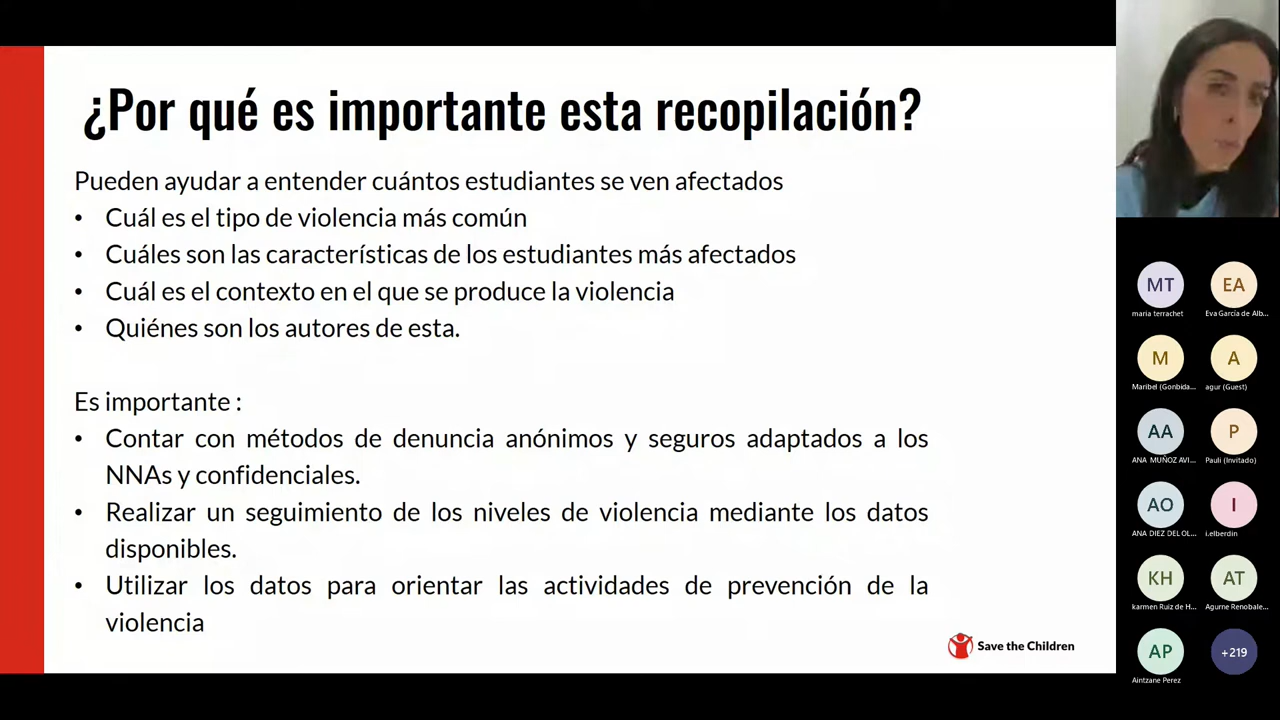 ¿Por qué es importante esta recopilación?
Pueden ayudar a entender cuántos estudiantes se ven afectados
• Cuál es el tipo de violencia más común
• Cuáles son las características de los estudiantes más afectados
• Cuál es el contexto en el que se produce la violencia
• Quiénes son los autores de esta.
Es importante :
• Contar con métodos de denuncia anónimos y seguros adaptados a los
NNAs y confidenciales.
• Realizar un seguimiento de los niveles de violencia mediante los datos
disponibles.
• Utilizar los datos para orientar las actividades de prevención de la
violencia
Save the Children
MT
maria terrachet
EA
Eva García de Alb...
M
Maribel (Gonbida...
A
agur (Guest)
AA
ANA MUÑOZ AVI...
P
Pauli (Invitado)
AO
ANA DIEZ DEL OL...
I
i.elberdin
KH
karmen Ruiz de H...
AT
Agurne Renobale...
AP
Aintzane Perez
+219